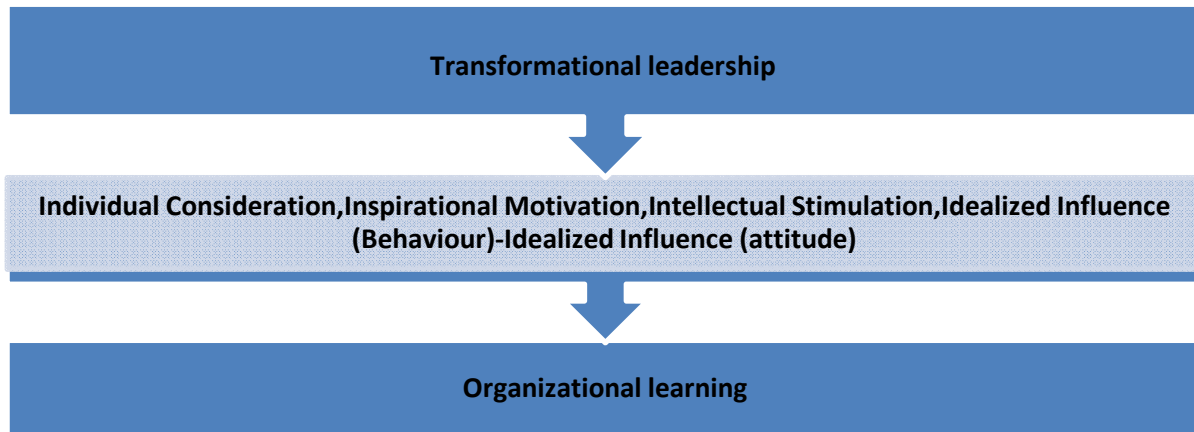 Transformational leadership
Individual Consideration,Inspirational Motivation,Intellectual Stimulation,Idealized Influence
(Behaviour)-Idealized Influence (attitude)
Organizational learning